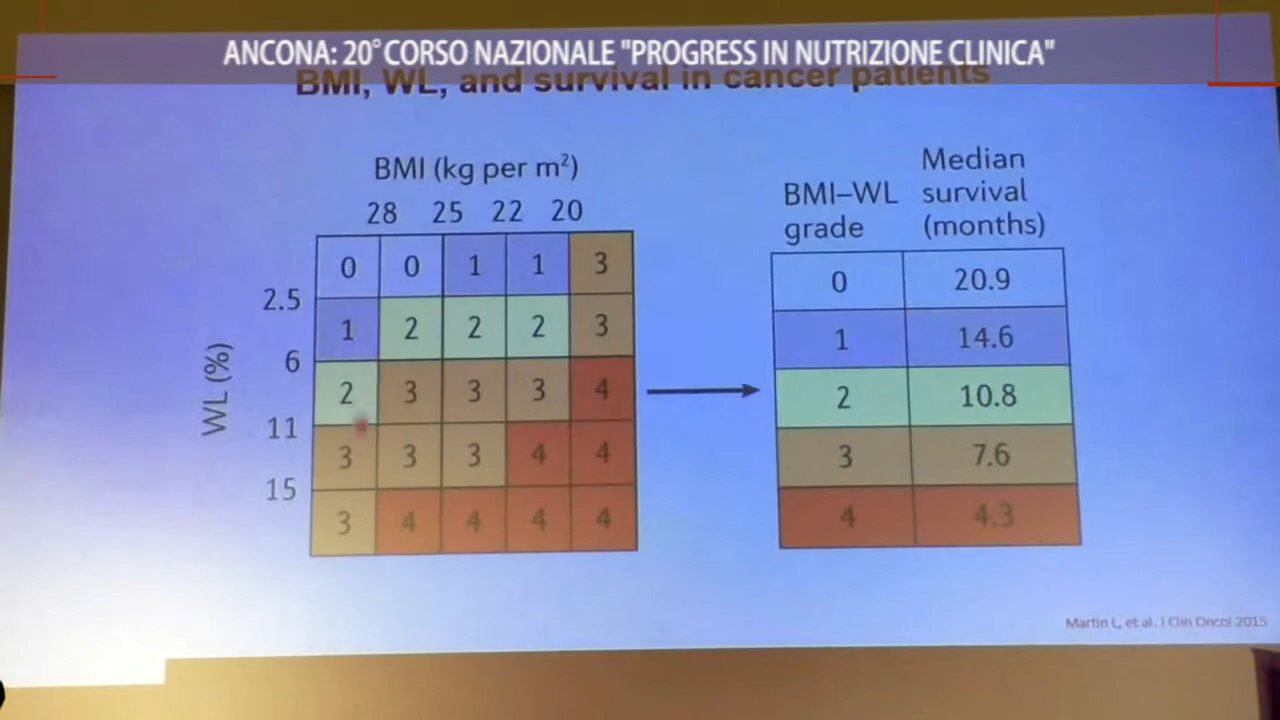 ANCONA: 20° CORSO NAZIONALE "PROGRESS IN NUTRIZIONE CLINICA"
BMI, WL, and survival in cancer patients
BMI (kg per m²)
28 25 22 20
0 0 1 1 3
2.5
1 2 2 2 3
6
2 3 3 3 4
11
3 3 3 4 4
15
3 4 4 4 4
WL (%)
BMI–WL grade
Median survival (months)
0 20.9
1 14.6
2 10.8
3 7.6
4 4.3
Martin L, et al. J Clin Oncol 2015